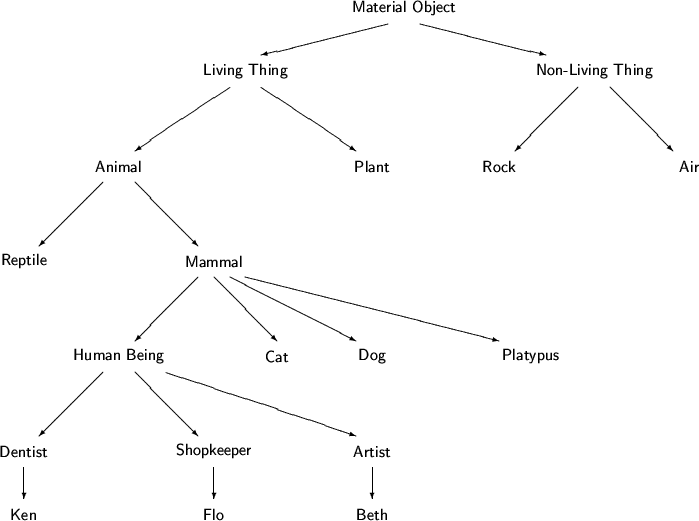 Material Object
Living Thing
Non-Living Thing
Animal
Plant
Rock
Air
Reptile
Mammal
Human Being
Cat
Dog
Platypus
Dentist
Shopkeeper
Artist
Ken
Flo
Beth